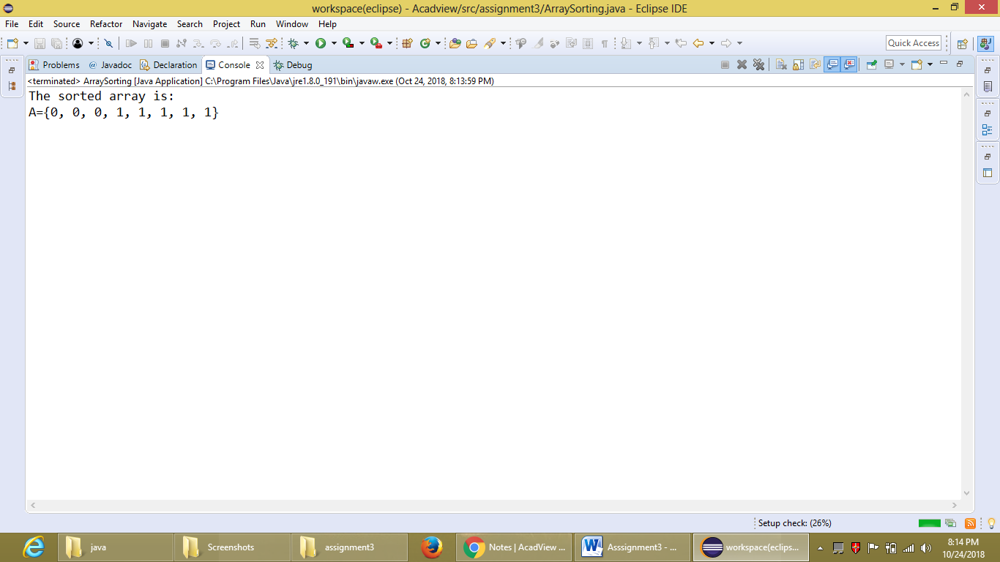 workspace(eclipse) - Acadview/src/assignment3/ArraySorting.java - Eclipse IDE
File Edit Source Refactor Navigate Search Project Run Window Help
Quick Access
Problems @ Javadoc Declaration Console Debug
<terminated> ArraySorting [Java Application] C:\Program Files\Java\jre1.8.0_191\bin\javaw.exe (Oct 24, 2018, 8:13:59 PM)
The sorted array is:
A={0, 0, 0, 1, 1, 1, 1, 1}
Setup check: (26%)
java Screenshots assignment3 Notes | AcadView ... Asssignment3 - ... workspace(eclips...
8:14 PM
10/24/2018